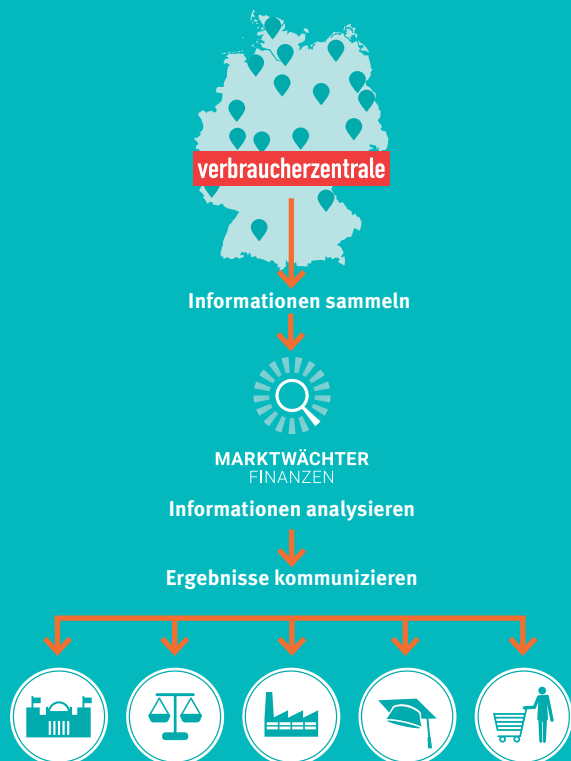 verbraucherzentrale
Informationen sammeln
MARKTWÄCHTER
FINANZEN
Informationen analysieren
Ergebnisse kommunizieren